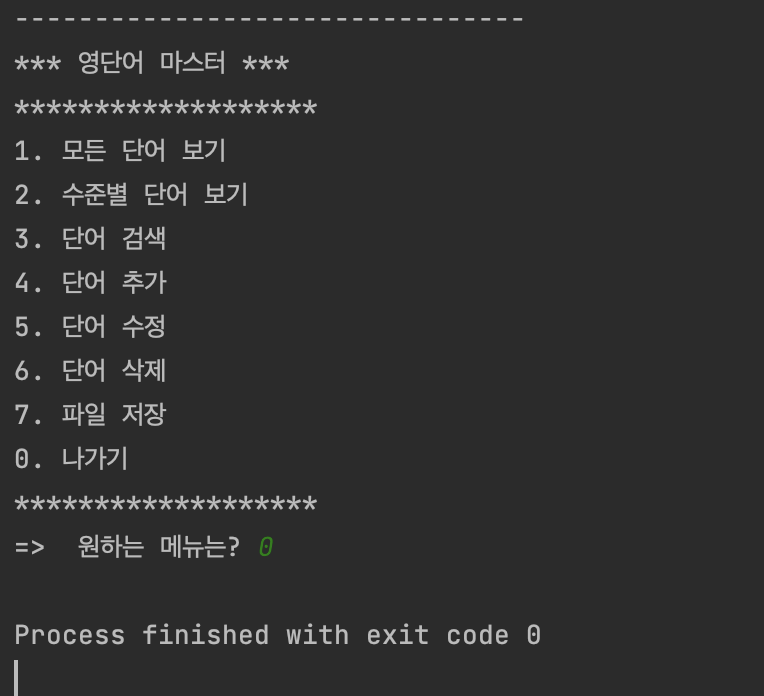 --------------------------------
*** 영단어 마스터 ***
*******************
1. 모든 단어 보기
2. 수준별 단어 보기
3. 단어 검색
4. 단어 추가
5. 단어 수정
6. 단어 삭제
7. 파일 저장
0. 나가기
*******************
=>  원하는 메뉴는? 0
Process finished with exit code 0